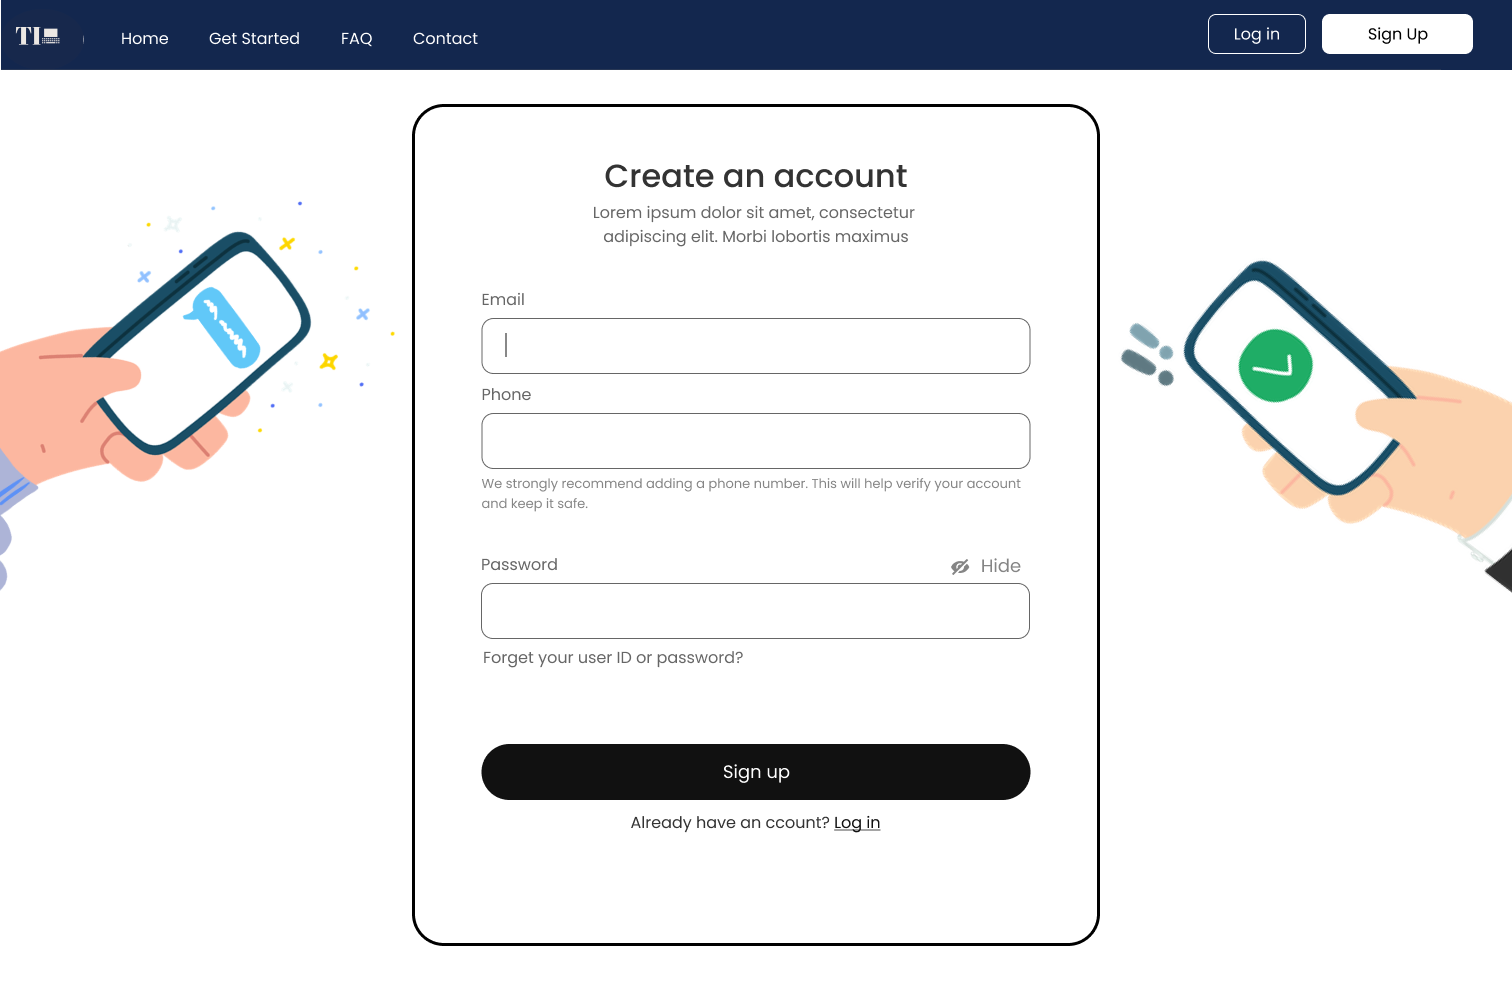 TI
Home
Get Started
FAQ
Contact
Log in
Sign Up
Create an account
Lorem ipsum dolor sit amet, consectetur
adipiscing elit. Morbi lobortis maximus
Email
Phone
We strongly recommend adding a phone number. This will help verify your account
and keep it safe.
Password
Hide
Forget your user ID or password?
Sign up
Already have an ccount? Log in